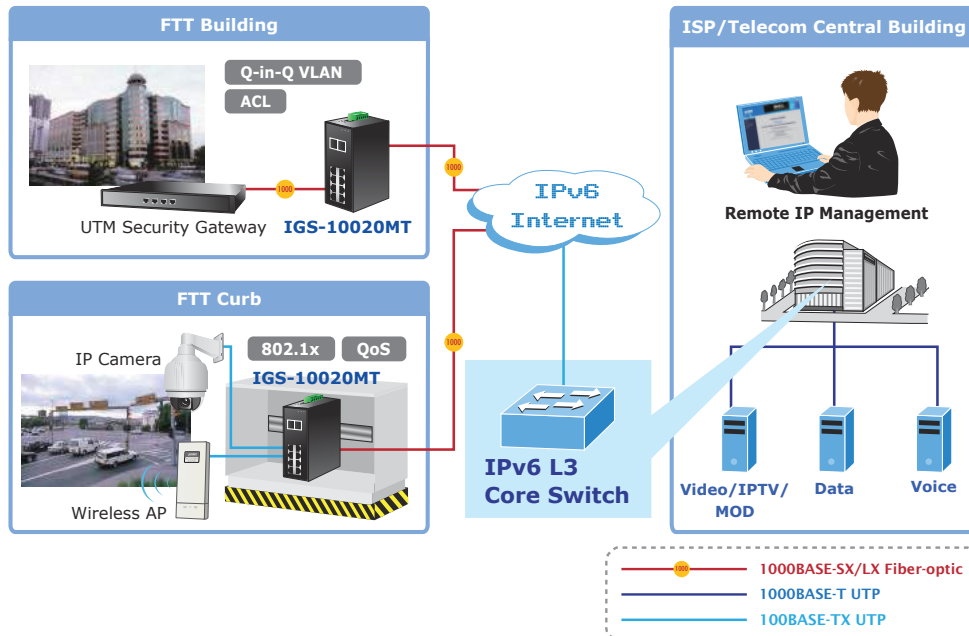 FTT Building
Q-in-Q VLAN
ACL
1000
1000
UTM Security Gateway
IGS-10020MT
IPv6
Internet
FTT Curb
IP Camera
802.1x
QoS
IGS-10020MT
1000
Wireless AP
IPv6 L3
Core Switch
ISP/Telecom Central Building
Remote IP Management
Video/IPTV/
MOD
Data
Voice
1000
1000BASE-SX/LX Fiber-optic
1000BASE-T UTP
100BASE-TX UTP